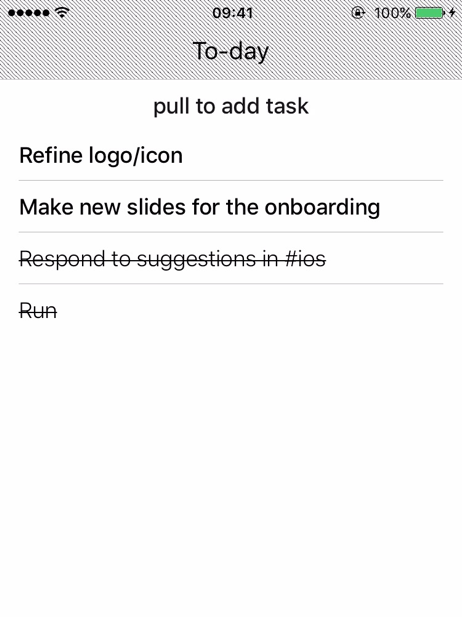 09:41
100%
To-day
pull to add task
Refine logo/icon
Make new slides for the onboarding
Respond to suggestions in #ios
Run